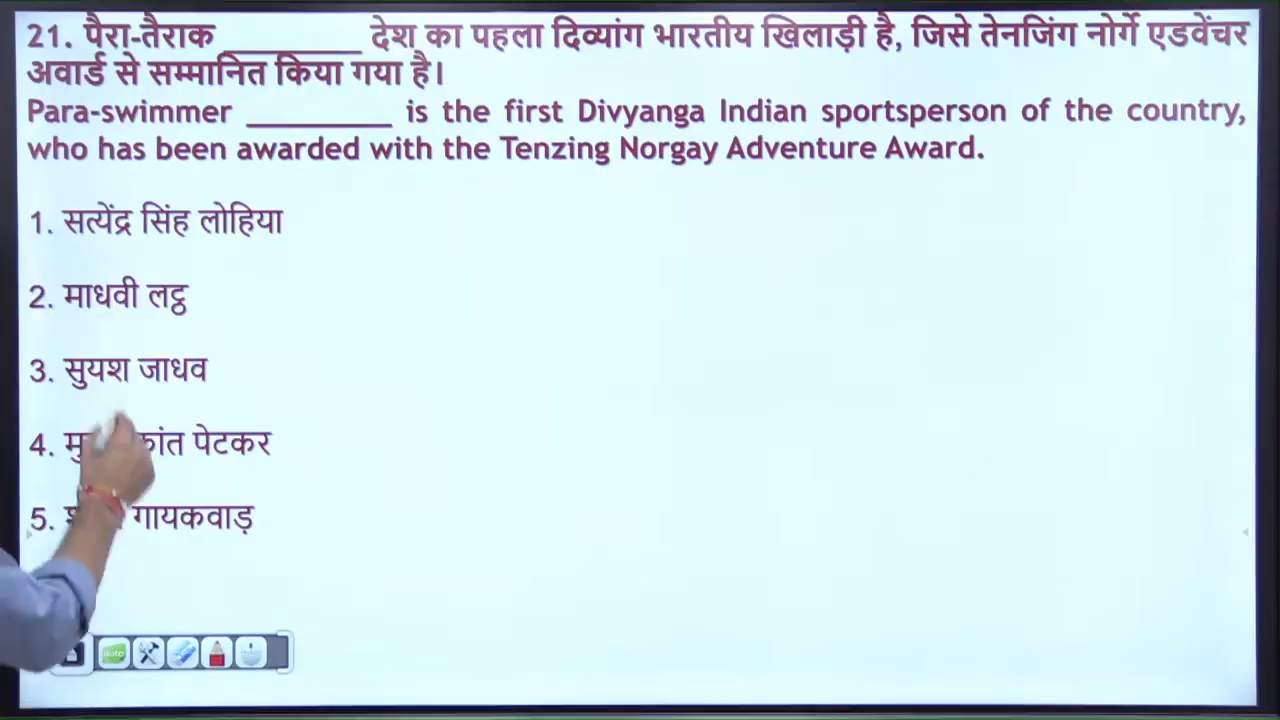 21. पैरा-तैराक __________ देश का पहला दिव्यांग भारतीय खिलाड़ी है, जिसे तेनजिंग नोर्गे एडवेंचर
अवार्ड से सम्मानित किया गया है।
Para-swimmer __________ is the first Divyanga Indian sportsperson of the country,
who has been awarded with the Tenzing Norgay Adventure Award.
1. सत्येंद्र सिंह लोहिया
2. माधवी लट्ठ
3. सुयश जाधव
4. पेटकर
5. गायकवाड़